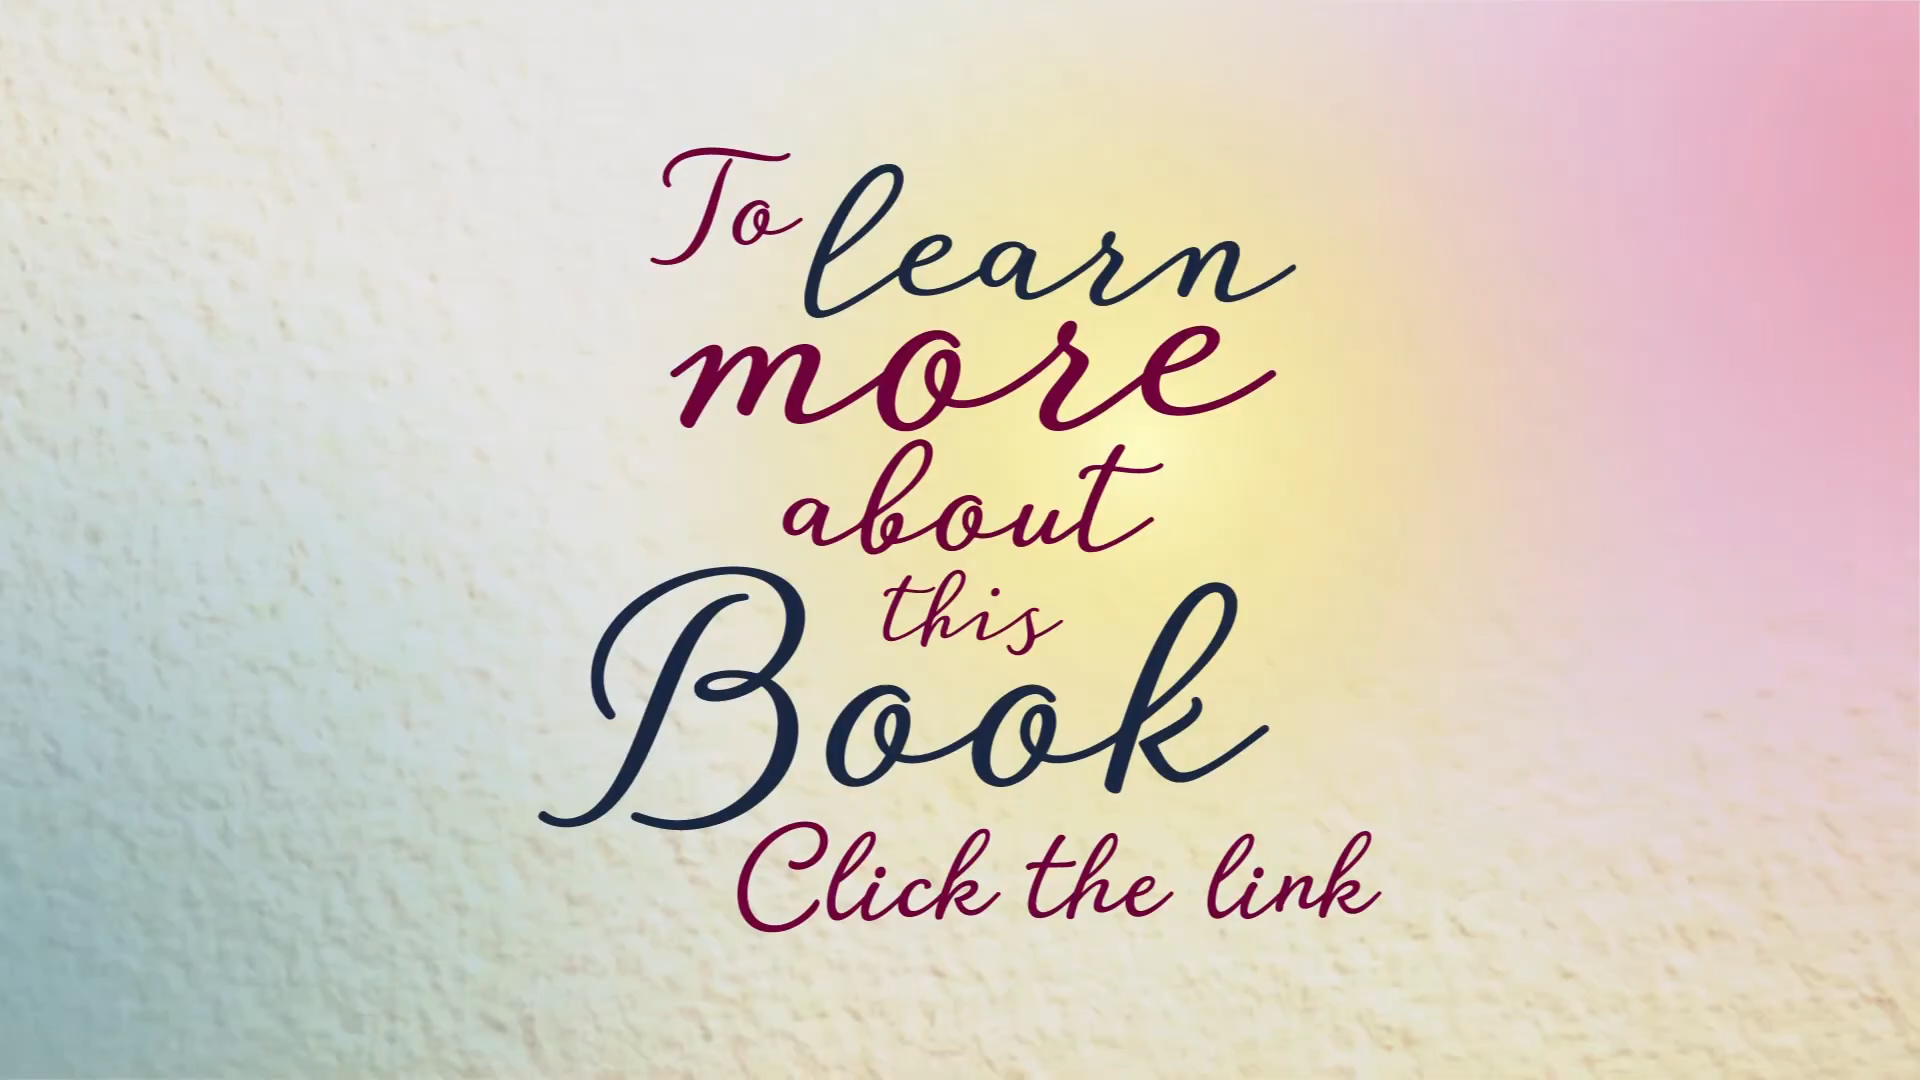 To learn
more
about
this
Book
Click the link